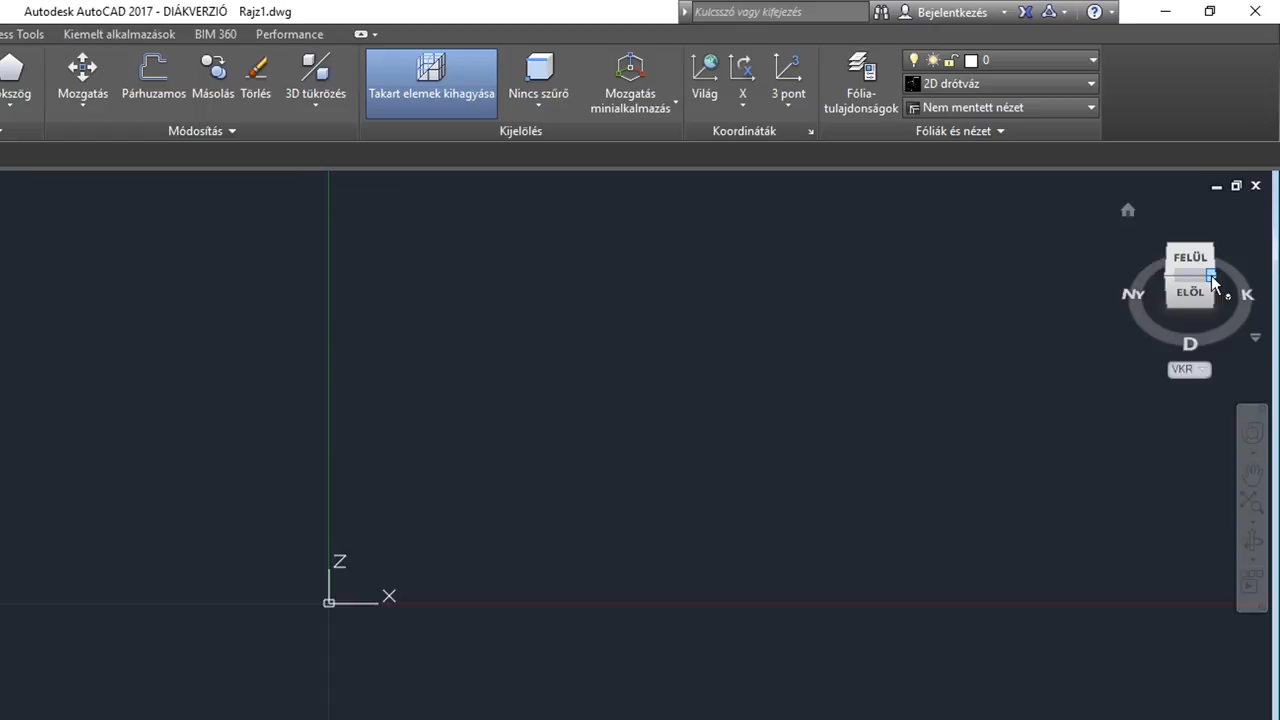 Autodesk AutoCAD 2017 - DIÁKVERZIÓ Rajz1.dwg
Kulcsszó vagy kifejezés
Bejelentkezés
ess Tools Kiemelt alkalmazások BIM 360 Performance
kszög
Mozgatás
Párhuzamos
Másolás
Törlés
3D tükrözés
Takart elemek kihagyása
Nincs szűrő
Mozgatás
minialkalmazás
Világ
X
3 pont
Fólia-
tulajdonságok
0
2D drótváz
Nem mentett nézet
Módosítás
Kijelölés
Koordináták
Fóliák és nézet
FELÜL
ELÖL
NY
K
D
VKR
Z
X